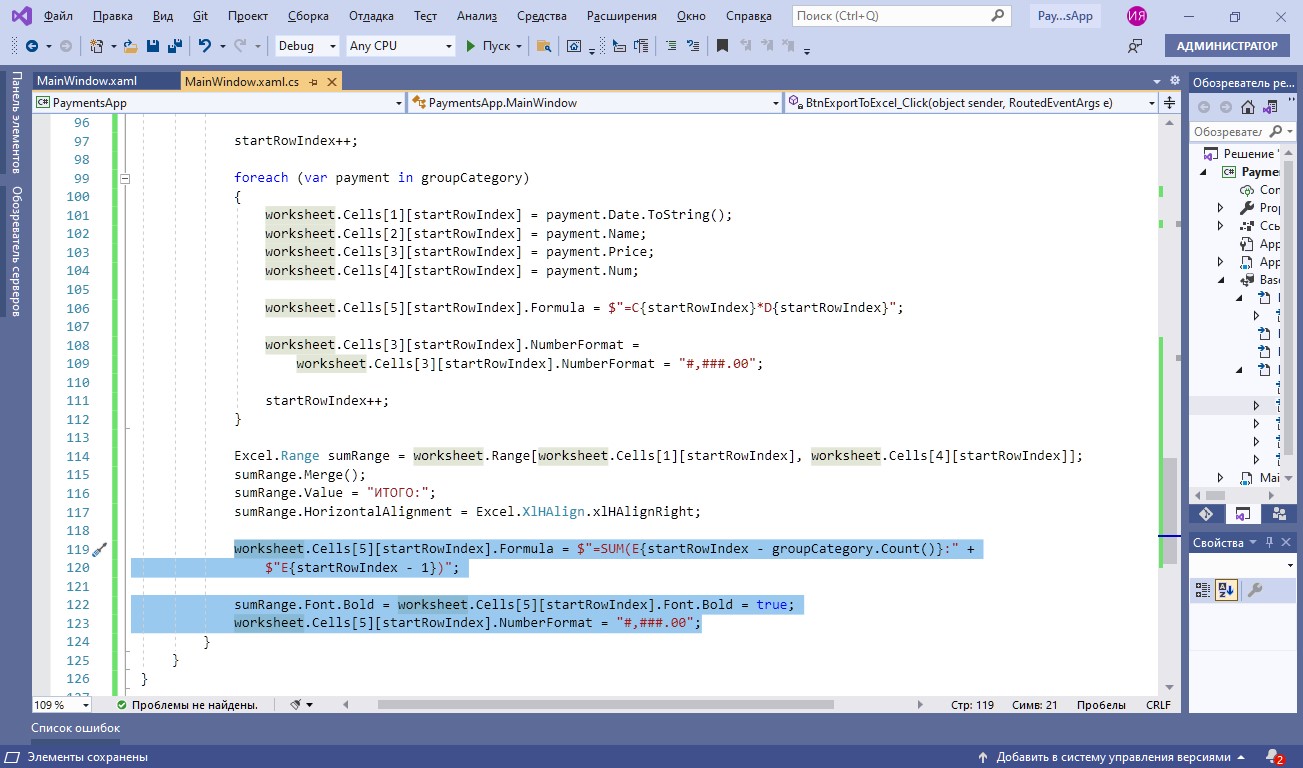 Файл Правка Вид Git Проект Сборка Отладка Тест Анализ Средства Расширения Окно Справка Поиск (Ctrl+Q) Pay...sApp ИЯ
Debug Any CPU Пуск АДМИНИСТРАТОР
Панель элементов
Обозреватель серверов
MainWindow.xaml MainWindow.xaml.cs
PaymentsApp PaymentsApp.MainWindow BtnExportToExcel_Click(object sender, RoutedEventArgs e)
96
97 startRowIndex++;
98
99 foreach (var payment in groupCategory)
100 {
101 worksheet.Cells[1][startRowIndex] = payment.Date.ToString();
102 worksheet.Cells[2][startRowIndex] = payment.Name;
103 worksheet.Cells[3][startRowIndex] = payment.Price;
104 worksheet.Cells[4][startRowIndex] = payment.Num;
105
106 worksheet.Cells[5][startRowIndex].Formula = $"=C{startRowIndex}*D{startRowIndex}";
107
108 worksheet.Cells[3][startRowIndex].NumberFormat =
109 worksheet.Cells[3][startRowIndex].NumberFormat = "#,###.00";
110
111 startRowIndex++;
112 }
113
114 Excel.Range sumRange = worksheet.Range[worksheet.Cells[1][startRowIndex], worksheet.Cells[4][startRowIndex]];
115 sumRange.Merge();
116 sumRange.Value = "ИТОГО:";
117 sumRange.HorizontalAlignment = Excel.XlHAlign.xlHAlignRight;
118
119 worksheet.Cells[5][startRowIndex].Formula = $"=SUM(E{startRowIndex - groupCategory.Count()}:" +
120 $"E{startRowIndex - 1})";
121
122 sumRange.Font.Bold = worksheet.Cells[5][startRowIndex].Font.Bold = true;
123 worksheet.Cells[5][startRowIndex].NumberFormat = "#,###.00";
124 }
125 }
126 }
109 % Проблемы не найдены. Стр: 119 Симв: 21 Пробелы CRLF
Обозреватель ре...
Решение
Свойства
Список ошибок
Элементы сохранены Добавить в систему управления версиями 2